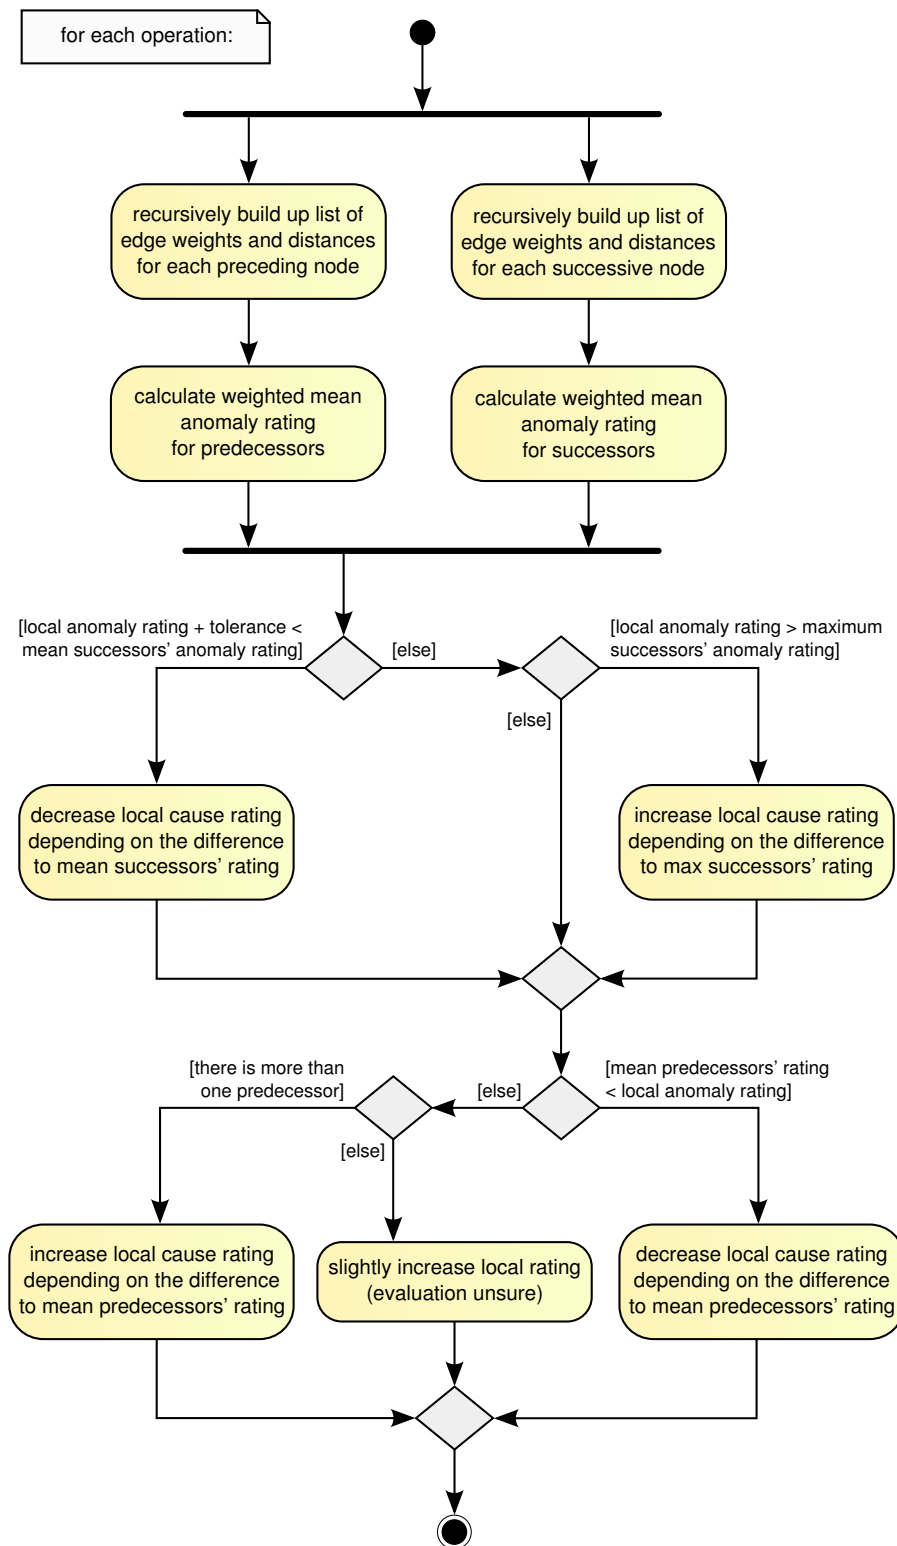 for each operation:
recursively build up list of
edge weights and distances
for each preceding node
recursively build up list of
edge weights and distances
for each successive node
calculate weighted mean
anomaly rating
for predecessors
calculate weighted mean
anomaly rating
for successors
[local anomaly rating + tolerance <
mean successors’ anomaly rating]
[else]
[local anomaly rating > maximum
successors’ anomaly rating]
[else]
decrease local cause rating
depending on the difference
to mean successors’ rating
increase local cause rating
depending on the difference
to max successors’ rating
[there is more than
one predecessor]
[else]
[mean predecessors’ rating
< local anomaly rating]
[else]
increase local cause rating
depending on the difference
to mean predecessors’ rating
slightly increase local rating
(evaluation unsure)
decrease local cause rating
depending on the difference
to mean predecessors’ rating